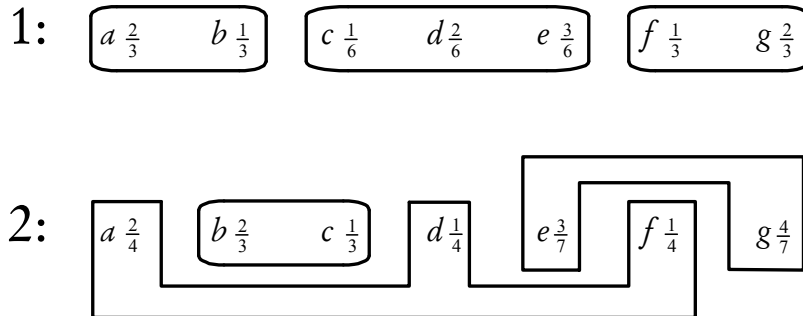 1: a 2/3 b 1/3 c 1/6 d 2/6 e 3/6 f 1/3 g 2/3
2: a 2/4 b 2/3 c 1/3 d 1/4 e 3/7 f 1/4 g 4/7